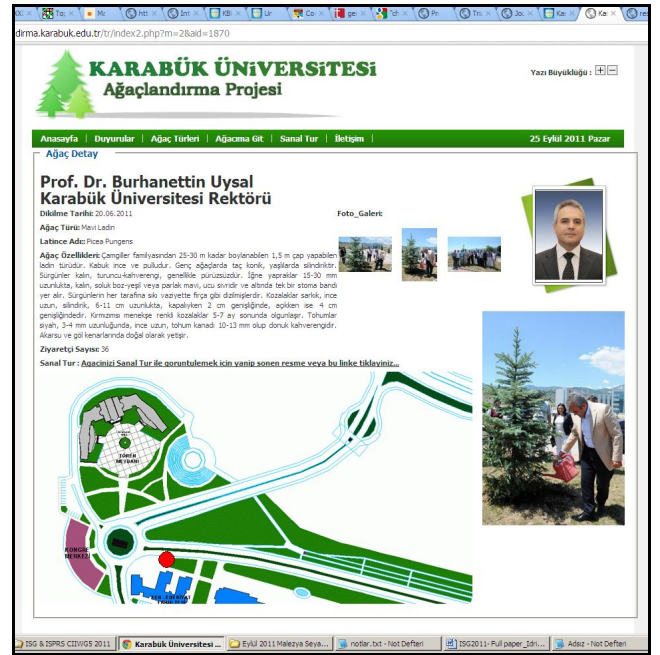 dirma.karabuk.edu.tr/tr/index2.php?m=2&aid=1870
KARABÜK ÜNiVERSiTESi
Ağaçlandırma Projesi
Yazı Büyüklüğü :
Anasayfa | Duyurular | Ağaç Türleri | Ağacıma Git | Sanal Tur | İletişim |
25 Eylül 2011 Pazar
Ağaç Detay
Prof. Dr. Burhanettin Uysal
Karabük Üniversitesi Rektörü
Dikilme Tarihi: 20.06.2011
Foto_Galeri:
Ağaç Türü: Mavi Ladin
Latince Adı: Picea Pungens
Ağaç Özellikleri: Çamgiller familyasından 25-30 m kadar boylanabilen 1,5 m çap yapabilen
ladin türüdür. Kabuk ince ve pulludur. Genç ağaçlarda taç konik, yaşlılarda silindriktir.
Sürgünler kalın, turuncu-kahverengi, genellikle pürüzsüzdür. İğne yapraklar 15-30 mm
uzunlukta, kalın, soluk boz-yeşil veya parlak mavi, ucu sivridir ve altında tek bir stoma bandı
yer alır. Sürgünlerin her tarafına sıkı vaziyette fırça gibi dizilmişlerdir. Kozalaklar sarkık, ince
uzun, silindik, 6-11 cm uzunlukta, kapalıyken 2 cm genişliğinde, açıkken ise 4 cm
genişliğindedir. Kırmızımsı menekşe renkli kozalaklar 5-7 ay sonunda olgunlaşır. Tohumlar
siyah, 3-4 mm uzunluğunda, ince uzun, tohum kanadı 10-13 mm olup donuk kahverengidir.
Akarsu ve göl kenarlarında doğal olarak yetişir.
Ziyaretçi Sayısı: 36
Sanal Tur : Agacinizi Sanal Tur ile goruntulemek icin yanip sonen resme veya bu linke tiklayiniz...
TÖREN
MEYDANI
KONGRE
MERKEZİ
FEN EDEBİYAT
ISG & ISPRS CIIWG5 2011
Karabük Üniversitesi ...
Eylül 2011 Malezya Seya...
notlar.txt - Not Defteri
ISG2011- Full paper_Idri...
Adsız - Not Defteri